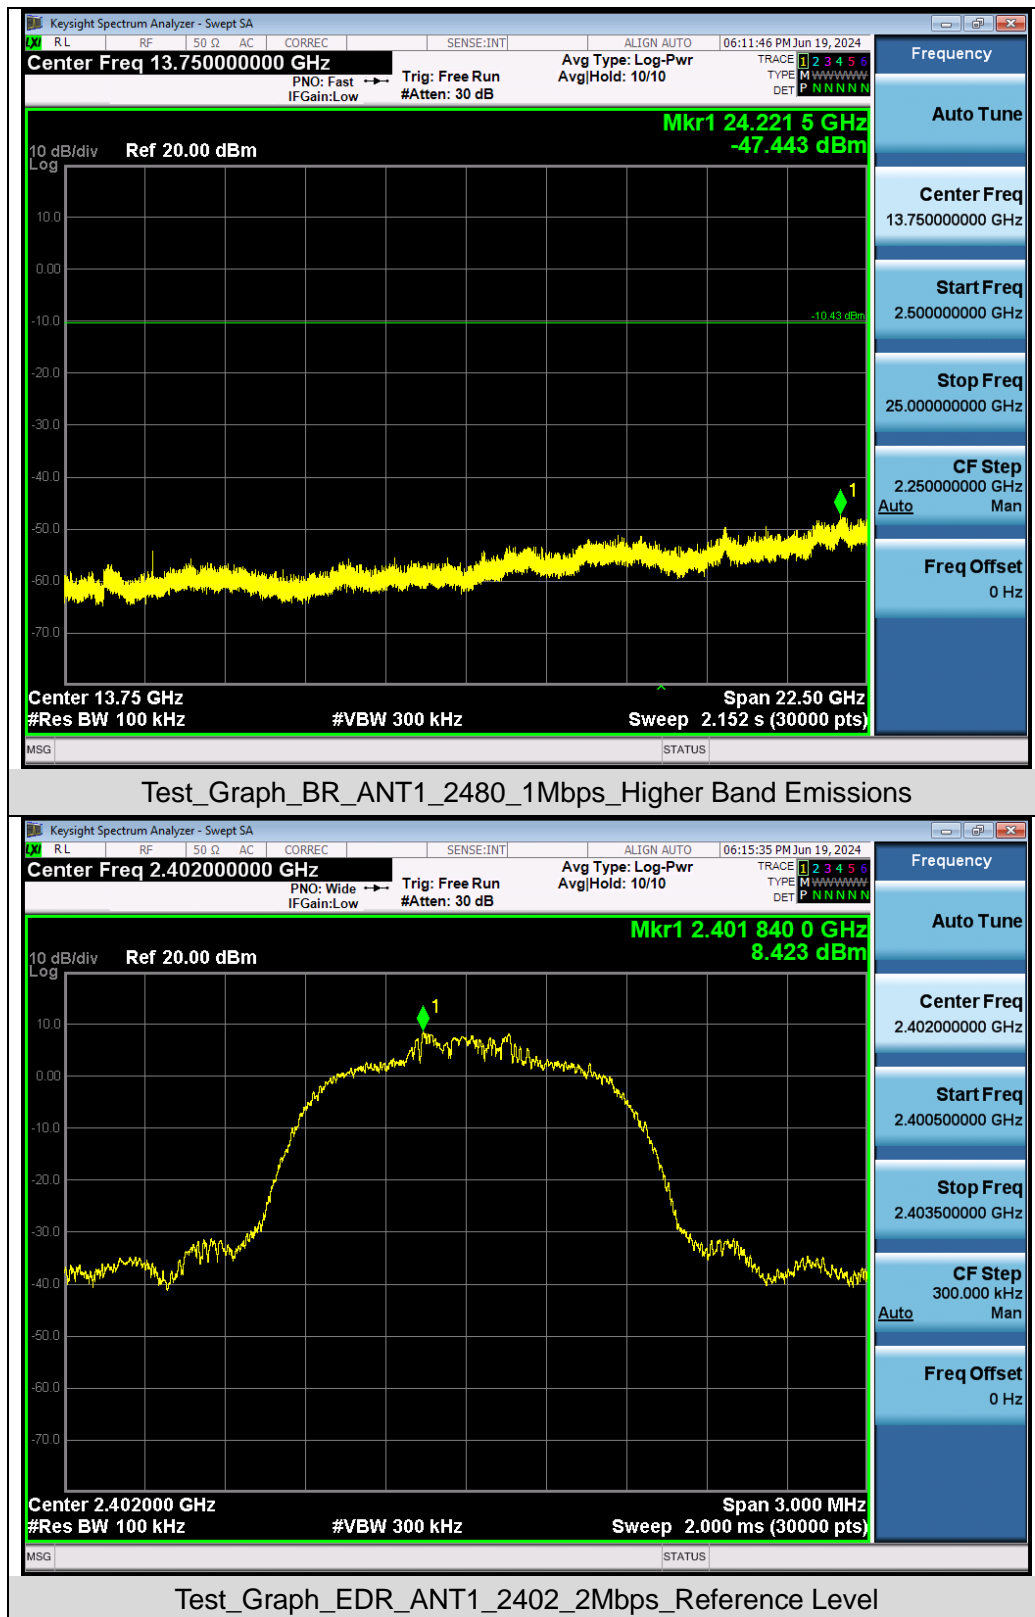 Keysight Spectrum Analyzer - Swept SA
LXI RL RF 50 Ω AC CORREC SENSE:INT ALIGN AUTO 06:11:46 PM Jun 19, 2024
Center Freq 13.750000000 GHz
PNO: Fast
IFGain:Low
Trig: Free Run
#Atten: 30 dB
Avg Type: Log-Pwr
Avg|Hold: 10/10
TRACE 1 2 3 4 5 6
TYPE M WWWWW
DET P N N N N N
Mkr1 24.221 5 GHz
-47.443 dBm
10 dB/div Ref 20.00 dBm
Log
10.0
0.00
-10.0
-10.43 dBm
-20.0
-30.0
-40.0
1
-50.0
-60.0
-70.0
Center 13.75 GHz Span 22.50 GHz
#Res BW 100 kHz #VBW 300 kHz Sweep 2.152 s (30000 pts)
MSG STATUS
Frequency
Auto Tune
Center Freq
13.750000000 GHz
Start Freq
2.500000000 GHz
Stop Freq
25.000000000 GHz
CF Step
2.250000000 GHz
Auto Man
Freq Offset
0 Hz
Test_Graph_BR_ANT1_2480_1Mbps_Higher Band Emissions
Keysight Spectrum Analyzer - Swept SA
LXI RL RF 50 Ω AC CORREC SENSE:INT ALIGN AUTO 06:15:35 PM Jun 19, 2024
Center Freq 2.402000000 GHz
PNO: Wide
IFGain:Low
Trig: Free Run
#Atten: 30 dB
Avg Type: Log-Pwr
Avg|Hold: 10/10
TRACE 1 2 3 4 5 6
TYPE M WWWWW
DET P N N N N N
Mkr1 2.401 840 0 GHz
8.423 dBm
10 dB/div Ref 20.00 dBm
Log
1
10.0
0.00
-10.0
-20.0
-30.0
-40.0
-50.0
-60.0
-70.0
Center 2.402000 GHz Span 3.000 MHz
#Res BW 100 kHz #VBW 300 kHz Sweep 2.000 ms (30000 pts)
MSG STATUS
Frequency
Auto Tune
Center Freq
2.402000000 GHz
Start Freq
2.400500000 GHz
Stop Freq
2.403500000 GHz
CF Step
300.000 kHz
Auto Man
Freq Offset
0 Hz
Test_Graph_EDR_ANT1_2402_2Mbps_Reference Level